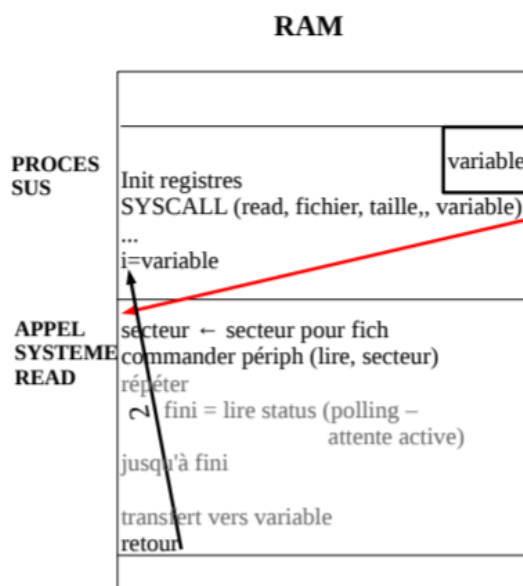 RAM
PROCES
SUS
variable
Init registres
SYSCALL (read, fichier, taille,, variable)
...
i=variable
APPEL
SYSTEME
READ
secteur ← secteur pour fich
commander périph (lire, secteur)
répéter
2
fini = lire status (polling –
attente active)
jusqu'à fini
transfert vers variable
retour